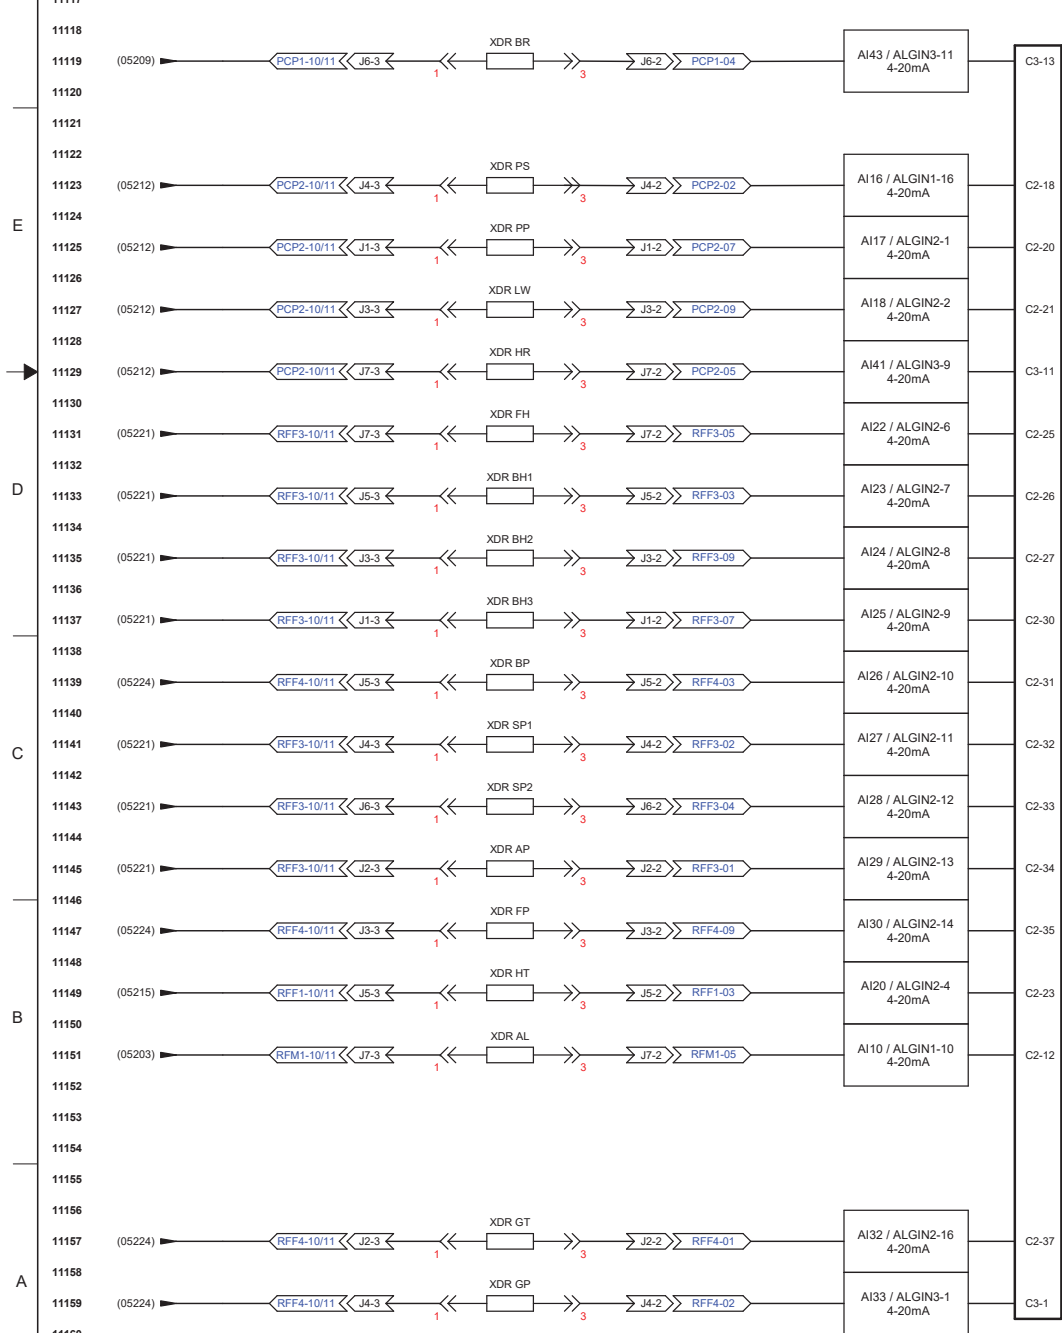 11118
XDR BR
11119 (05209) PCP1-10/11 J6-3 1 3 J6-2 PCP1-04 AI43 / ALGIN3-11 4-20mA C3-13
11120
11121
11122
XDR PS
11123 (05212) PCP2-10/11 J4-3 1 3 J4-2 PCP2-02 AI16 / ALGIN1-16 4-20mA C2-18
11124
E
XDR PP
11125 (05212) PCP2-10/11 J1-3 1 3 J1-2 PCP2-07 AI17 / ALGIN2-1 4-20mA C2-20
11126
XDR LW
11127 (05212) PCP2-10/11 J3-3 1 3 J3-2 PCP2-09 AI18 / ALGIN2-2 4-20mA C2-21
11128
XDR HR
11129 (05212) PCP2-10/11 J7-3 1 3 J7-2 PCP2-05 AI41 / ALGIN3-9 4-20mA C3-11
11130
XDR FH
11131 (05221) RFF3-10/11 J7-3 1 3 J7-2 RFF3-05 AI22 / ALGIN2-6 4-20mA C2-25
11132
XDR BH1
D
11133 (05221) RFF3-10/11 J5-3 1 3 J5-2 RFF3-03 AI23 / ALGIN2-7 4-20mA C2-26
11134
XDR BH2
11135 (05221) RFF3-10/11 J3-3 1 3 J3-2 RFF3-09 AI24 / ALGIN2-8 4-20mA C2-27
11136
XDR BH3
11137 (05221) RFF3-10/11 J1-3 1 3 J1-2 RFF3-07 AI25 / ALGIN2-9 4-20mA C2-30
11138
XDR BP
11139 (05224) RFF4-10/11 J5-3 1 3 J5-2 RFF4-03 AI26 / ALGIN2-10 4-20mA C2-31
11140
XDR SP1
11141 (05221) RFF3-10/11 J4-3 1 3 J4-2 RFF3-02 AI27 / ALGIN2-11 4-20mA C2-32
C
11142
XDR SP2
11143 (05221) RFF3-10/11 J6-3 1 3 J6-2 RFF3-04 AI28 / ALGIN2-12 4-20mA C2-33
11144
XDR AP
11145 (05221) RFF3-10/11 J2-3 1 3 J2-2 RFF3-01 AI29 / ALGIN2-13 4-20mA C2-34
11146
XDR FP
11147 (05224) RFF4-10/11 J3-3 1 3 J3-2 RFF4-09 AI30 / ALGIN2-14 4-20mA C2-35
11148
XDR HT
11149 (05215) RFF1-10/11 J5-3 1 3 J5-2 RFF1-03 AI20 / ALGIN2-4 4-20mA C2-23
B
11150
XDR AL
11151 (05203) RFM1-10/11 J7-3 1 3 J7-2 RFM1-05 AI10 / ALGIN1-10 4-20mA C2-12
11152
11153
11154
11155
11156
XDR GT
11157 (05224) RFF4-10/11 J2-3 1 3 J2-2 RFF4-01 AI32 / ALGIN2-16 4-20mA C2-37
11158
A
XDR GP
11159 (05224) RFF4-10/11 J4-3 1 3 J4-2 RFF4-02 AI33 / ALGIN3-1 4-20mA C3-1